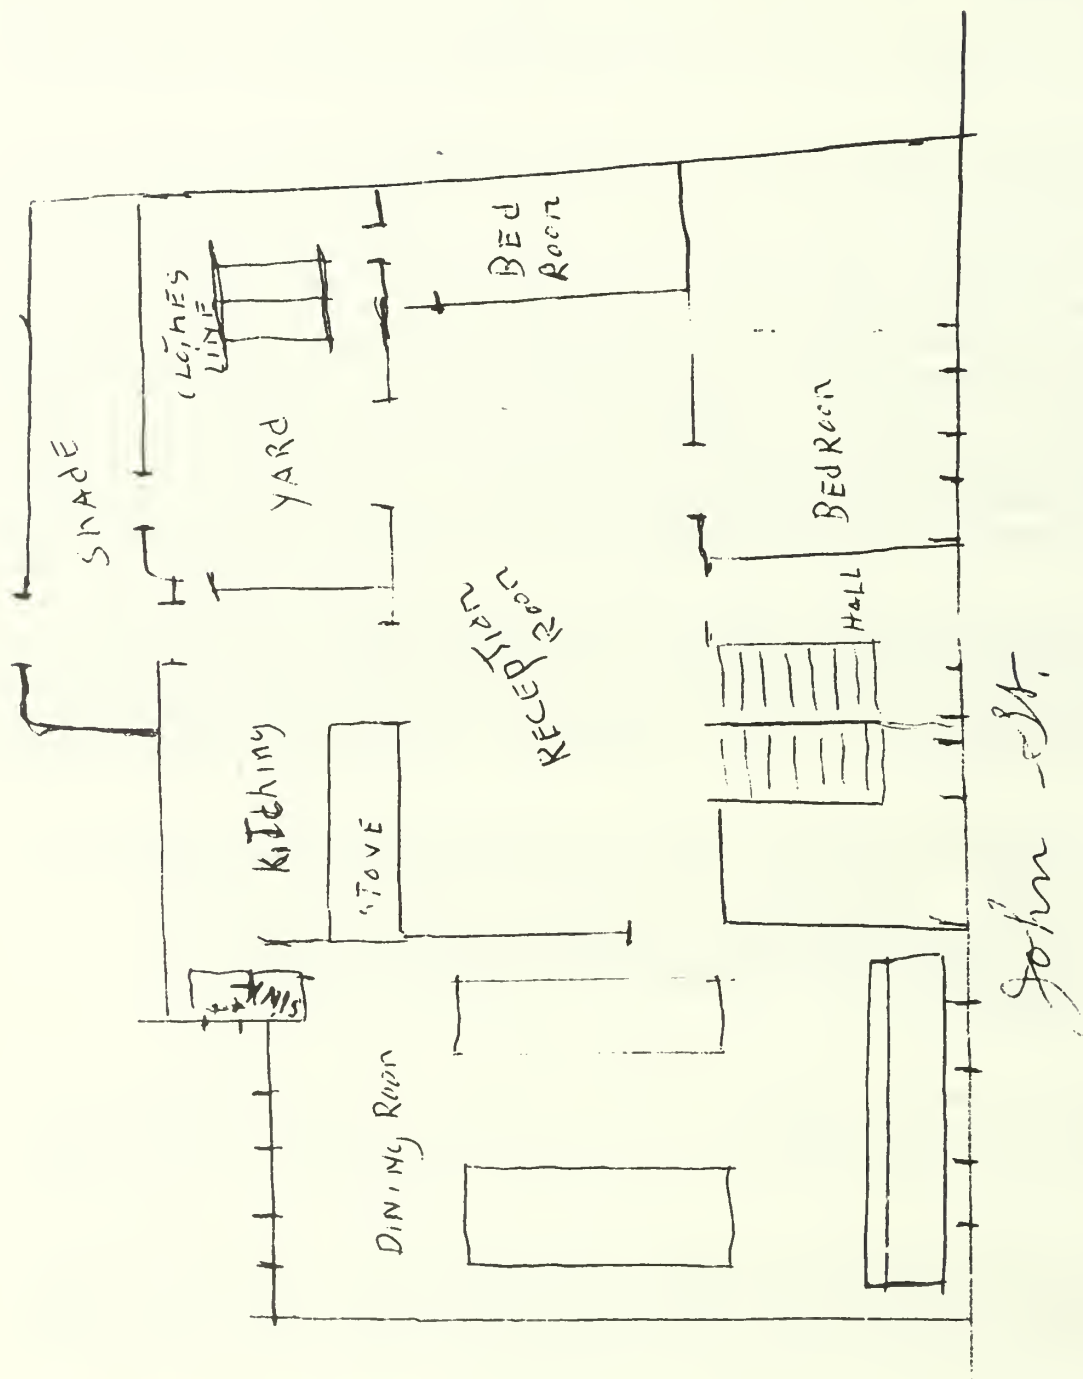 SHAdE
CLOTHES
LINE
YARd
BEd
Room
kiTching
STOVE
RECEPTIon
Room
BEdRoom
HaLL
SINK
DINING Room
John - St.